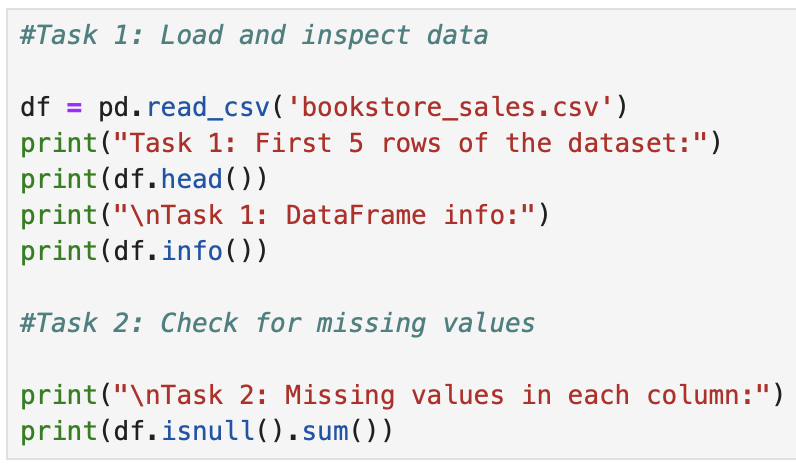 #Task 1: Load and inspect data
df = pd.read_csv('bookstore_sales.csv')
print("Task 1: First 5 rows of the dataset:")
print(df.head())
print("\nTask 1: DataFrame info:")
print(df.info())
#Task 2: Check for missing values
print("\nTask 2: Missing values in each column:")
print(df.isnull().sum())